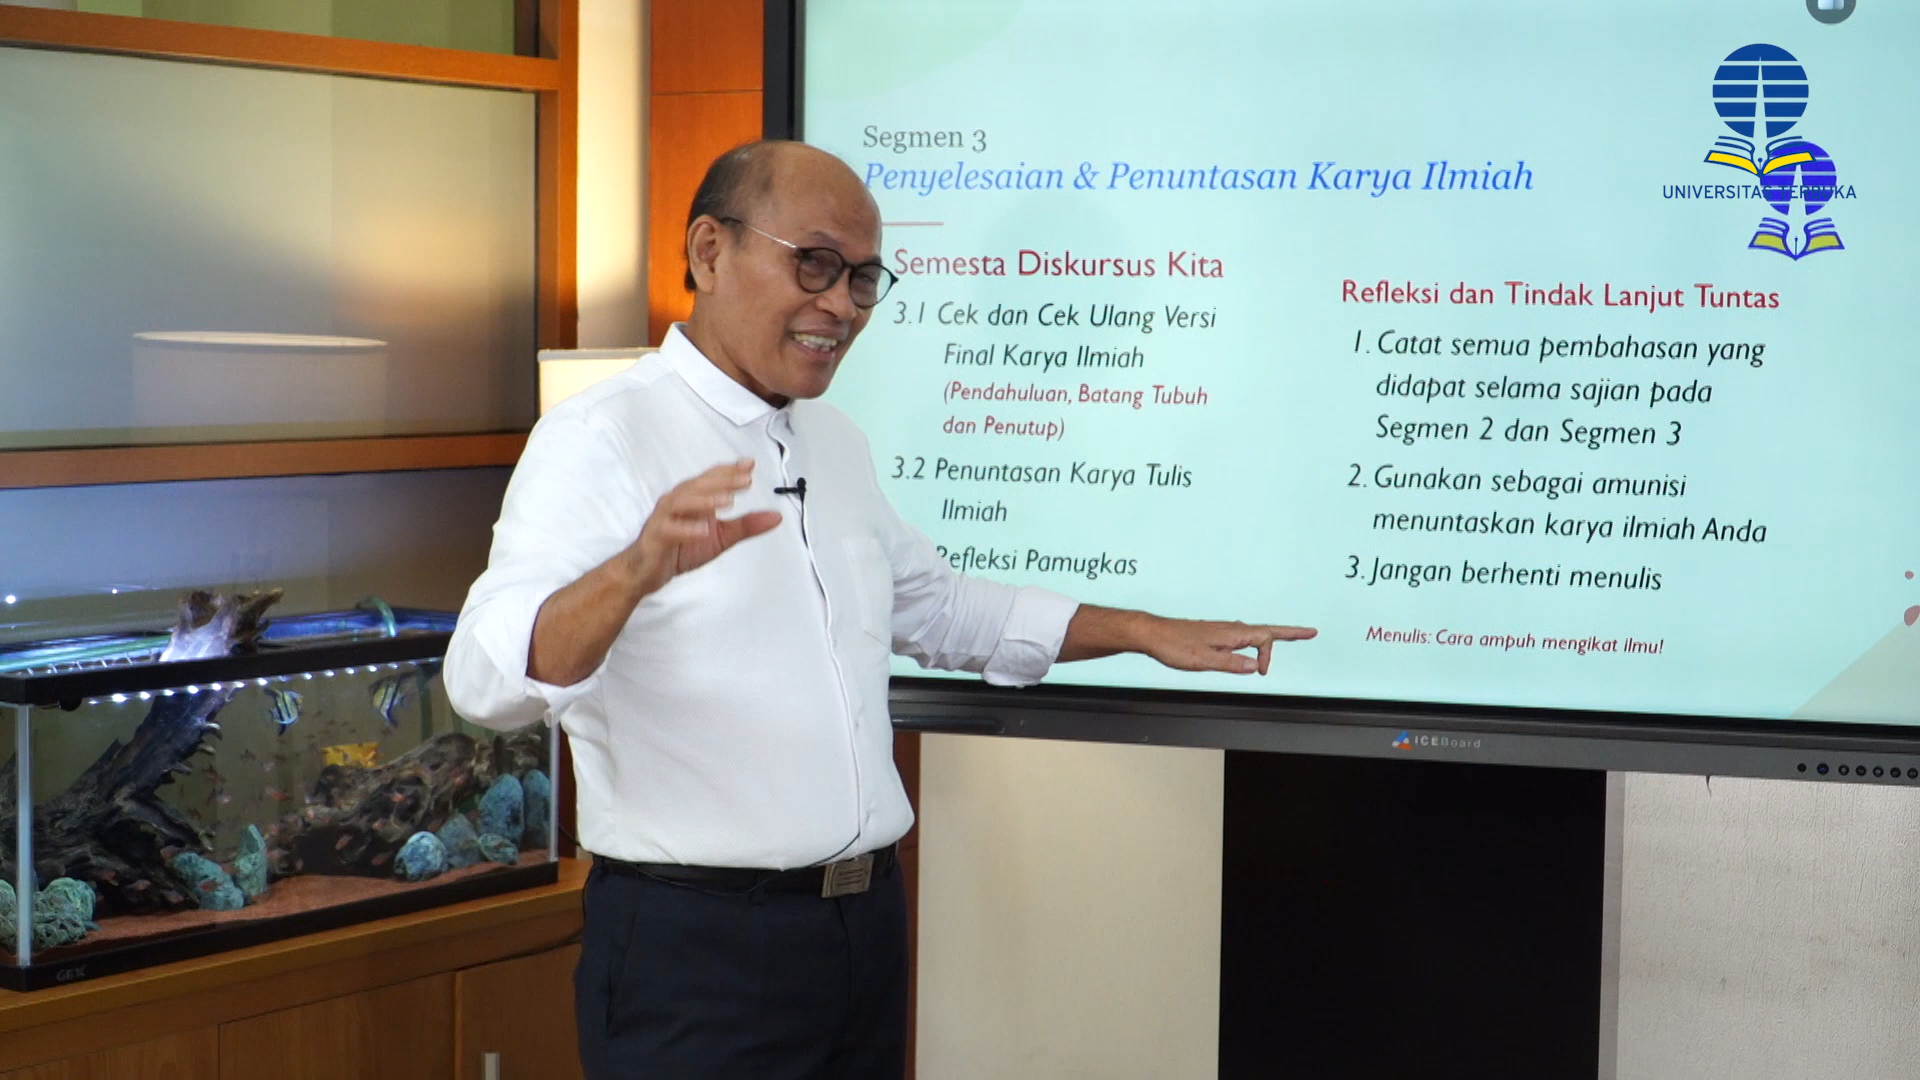 Segmen 3
Penyelesaian & Penuntasan Karya Ilmiah
UNIVERSITAS TERBUKA
Semesta Diskursus Kita
3.1 Cek dan Cek Ulang Versi
Final Karya Ilmiah
(Pendahuluan, Batang Tubuh
dan Penutup)
3.2 Penuntasan Karya Tulis
Ilmiah
Refleksi Pamugkas
Refleksi dan Tindak Lanjut Tuntas
1. Catat semua pembahasan yang
didapat selama sajian pada
Segmen 2 dan Segmen 3
2. Gunakan sebagai amunisi
menuntaskan karya ilmiah Anda
3. Jangan berhenti menulis
Menulis: Cara ampuh mengikat ilmu!
ICEBoard